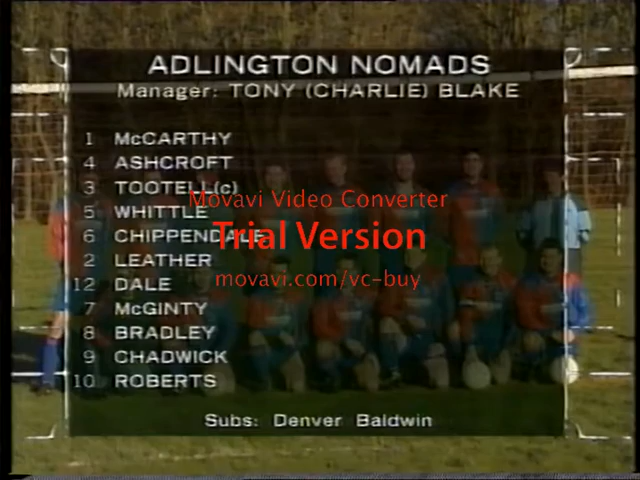 ADLINGTON NOMADS
Manager: TONY (CHARLIE) BLAKE
1 McCARTHY
4 ASHCROFT
3 TOOTELL(c)
Movavi Video Converter
5 WHITTLE
6 CHIPPENDALE
Trial Version
2 LEATHER
movavi.com/vc-buy
12 DALE
7 McGINTY
8 BRADLEY
9 CHADWICK
10 ROBERTS
Subs: Denver Baldwin